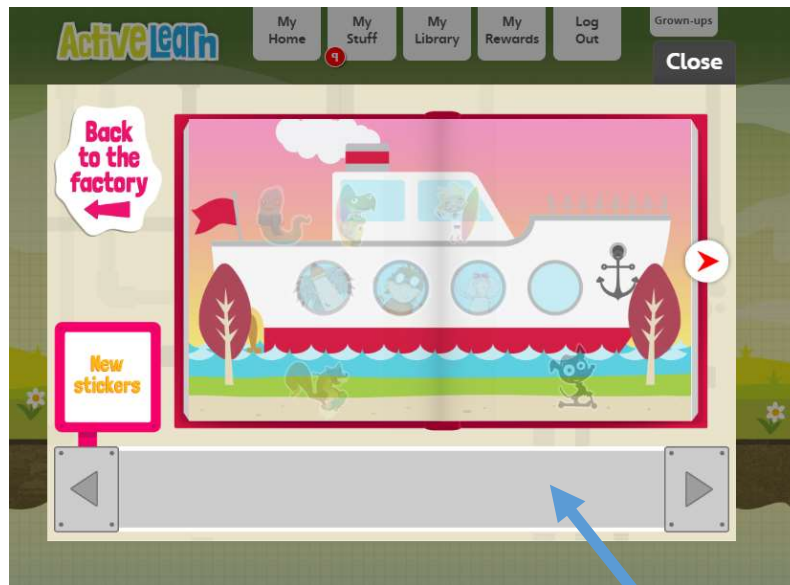 ActiveLearn
My Home
My Stuff
9
My Library
My Rewards
Log Out
Grown-ups
Close
Back
to the
factory
New
stickers